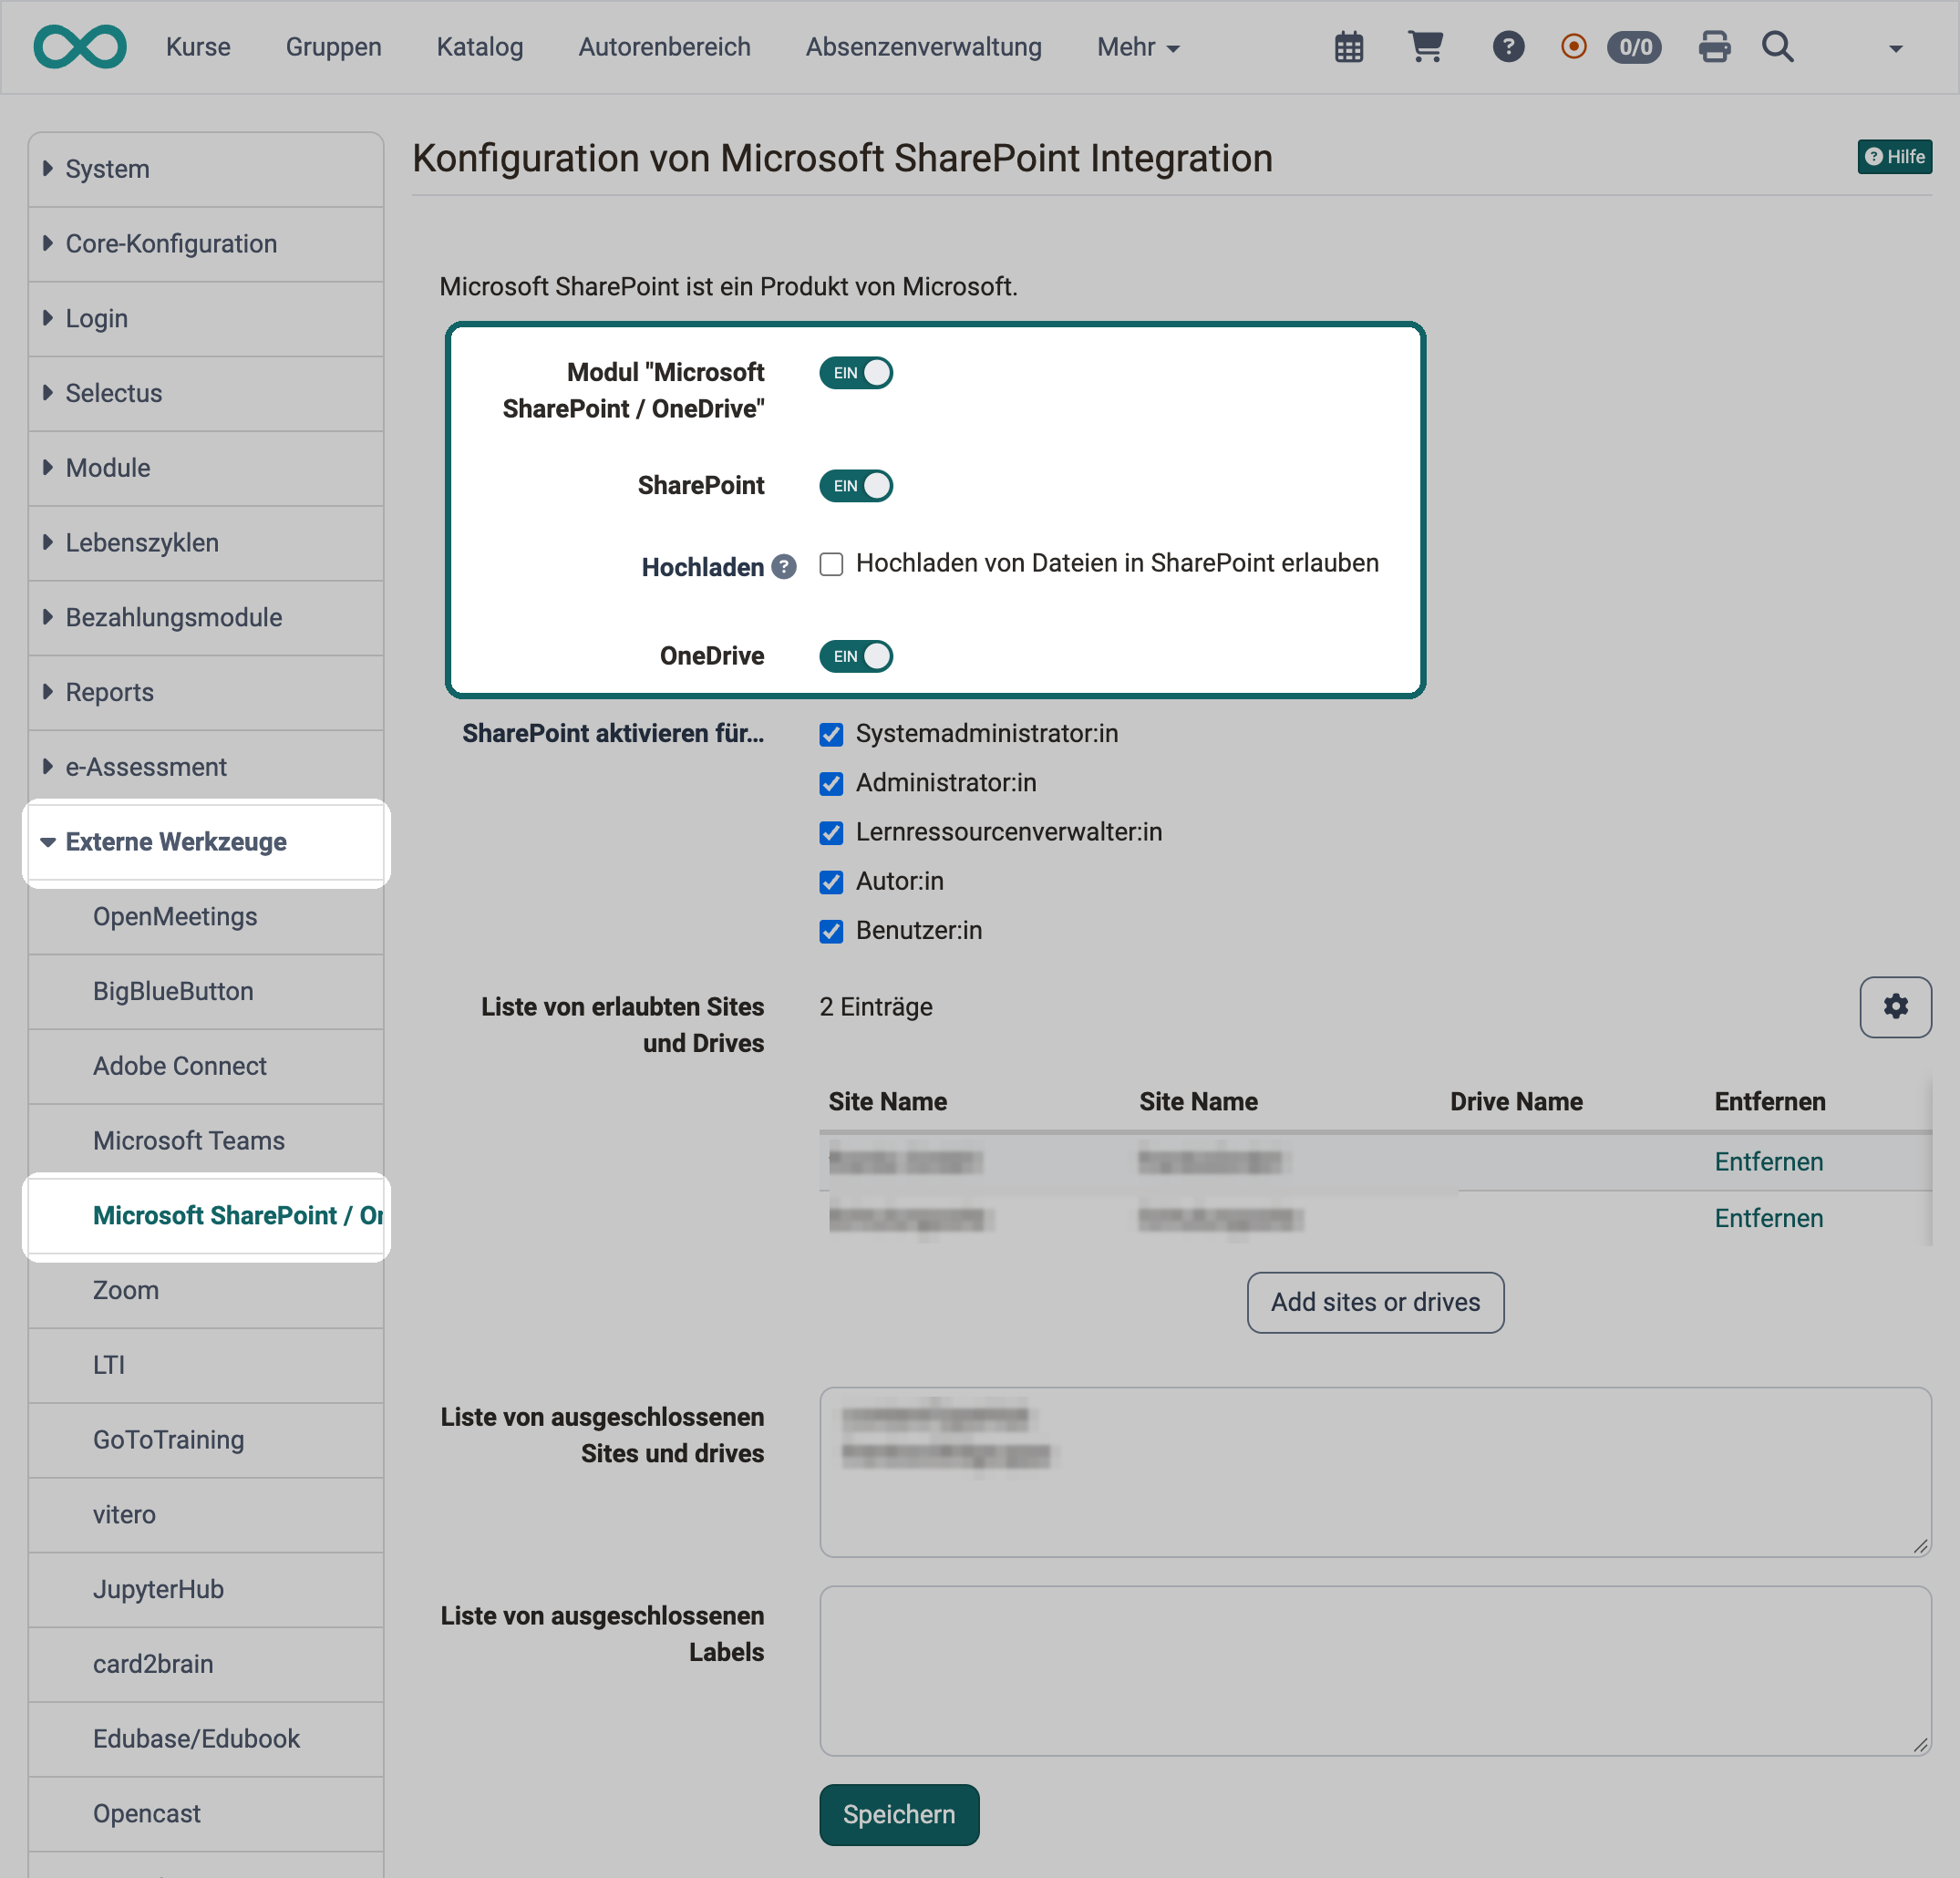 Kurse Gruppen Katalog Autorenbereich Absenzenverwaltung Mehr ? 0/0
System
Core-Konfiguration
Login
Selectus
Module
Lebenszyklen
Bezahlungsmodule
Reports
e-Assessment
Externe Werkzeuge
OpenMeetings
BigBlueButton
Adobe Connect
Microsoft Teams
Microsoft SharePoint / Or
Zoom
LTI
GoToTraining
vitero
JupyterHub
card2brain
Edubase/Edubook
Opencast
Konfiguration von Microsoft SharePoint Integration
? Hilfe
Microsoft SharePoint ist ein Produkt von Microsoft.
Modul "Microsoft EIN
SharePoint / OneDrive"
SharePoint EIN
Hochladen ? Hochladen von Dateien in SharePoint erlauben
OneDrive EIN
SharePoint aktivieren für... Systemadministrator:in
Administrator:in
Lernressourcenverwalter:in
Autor:in
Benutzer:in
Liste von erlaubten Sites 2 Einträge
und Drives
Site Name Site Name Drive Name Entfernen
Entfernen
Entfernen
Add sites or drives
Liste von ausgeschlossenen
Sites und drives
Liste von ausgeschlossenen
Labels
Speichern